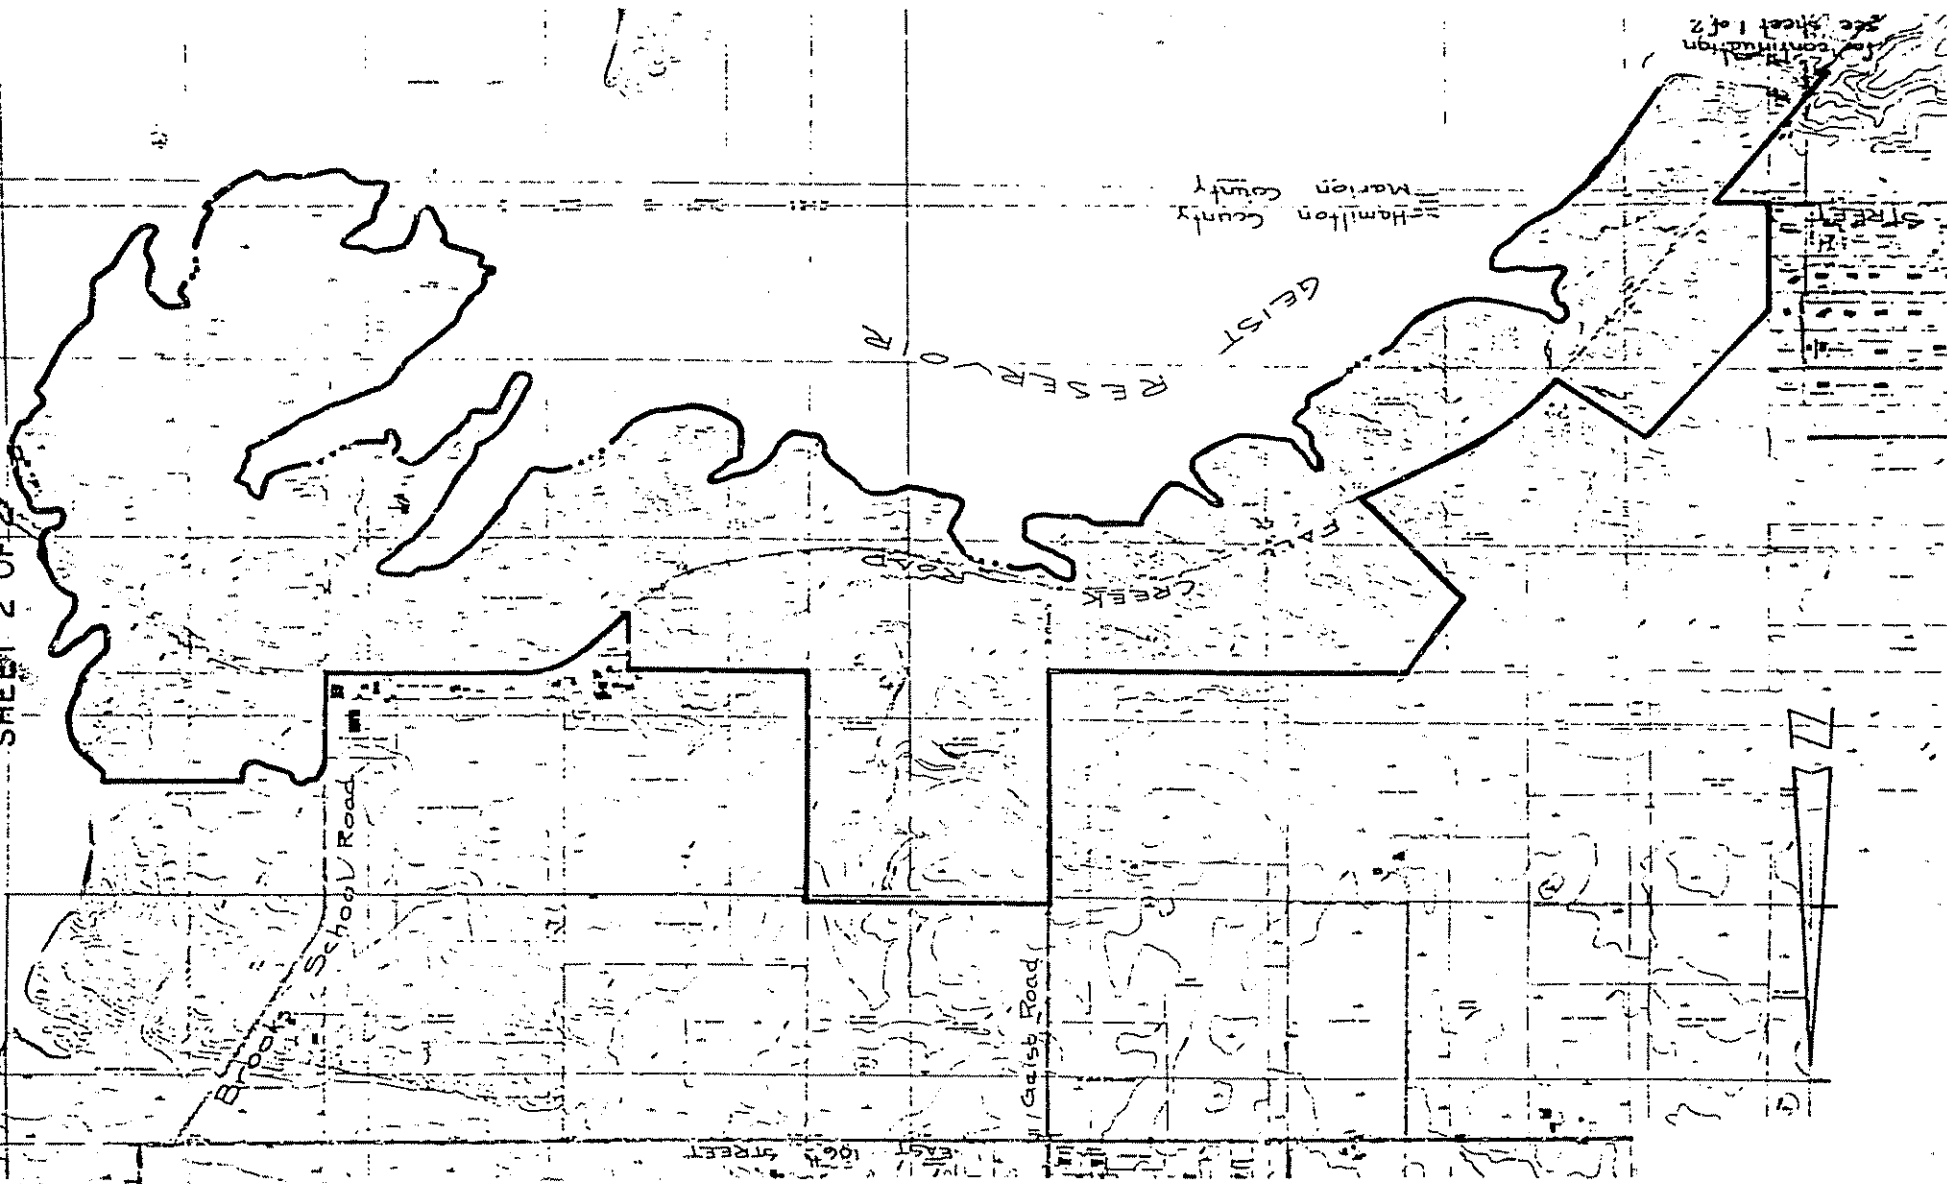 See sheet 1 of 2
for continuation
Marion County
Hamilton County
STREET
GEIST
RESERVOIR
FALL
CREEK
ROAD
SHEET 2 OF 2
Brooks School Road
Geist Road
EAST 106th STREET
N